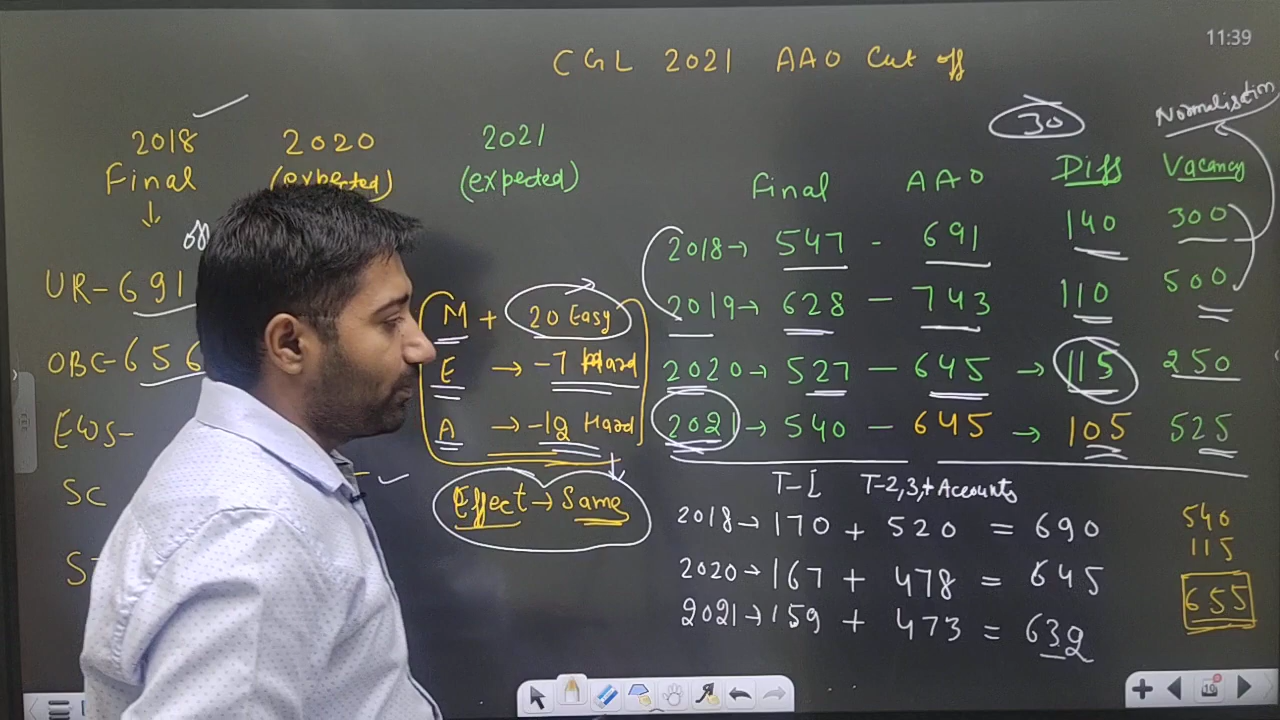 11:39
CGL 2021 AAO Cut off
Normalisation
30
2018 2020 2021
Final (expected) (expected)
UR-691
OBC-656
EWS-
SC
M + 20 Easy
E → -7 Hard
A → -12 Hard
Effect → Same
Final AAO Diff Vacancy
2018→ 547 - 691 140 300
2019→ 628 - 743 110 500
2020→ 527 - 645 → 115 250
2021→ 540 - 645 → 105 525
T-I T-2,3,+Accounts
2018→170 + 520 = 690
2020→167 + 478 = 645
2021→159 + 473 = 632
540
115
655